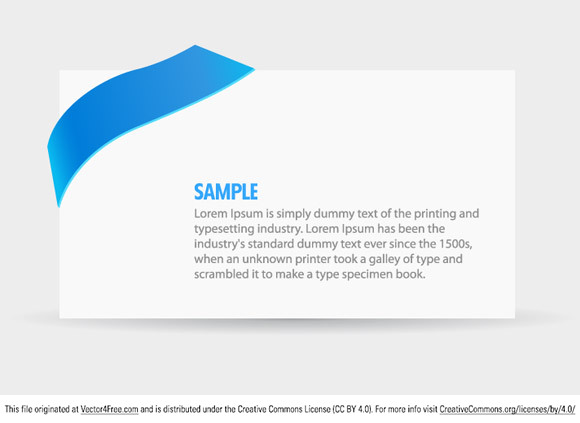 SAMPLE
Lorem Ipsum is simply dummy text of the printing and
typesetting industry. Lorem Ipsum has been the
industry's standard dummy text ever since the 1500s,
when an unknown printer took a galley of type and
scrambled it to make a type specimen book.
This file originated at Vector4Free.com and is distributed under the Creative Commons License (CC BY 4.0). For more info visit CreativeCommons.org/licenses/by/4.0/